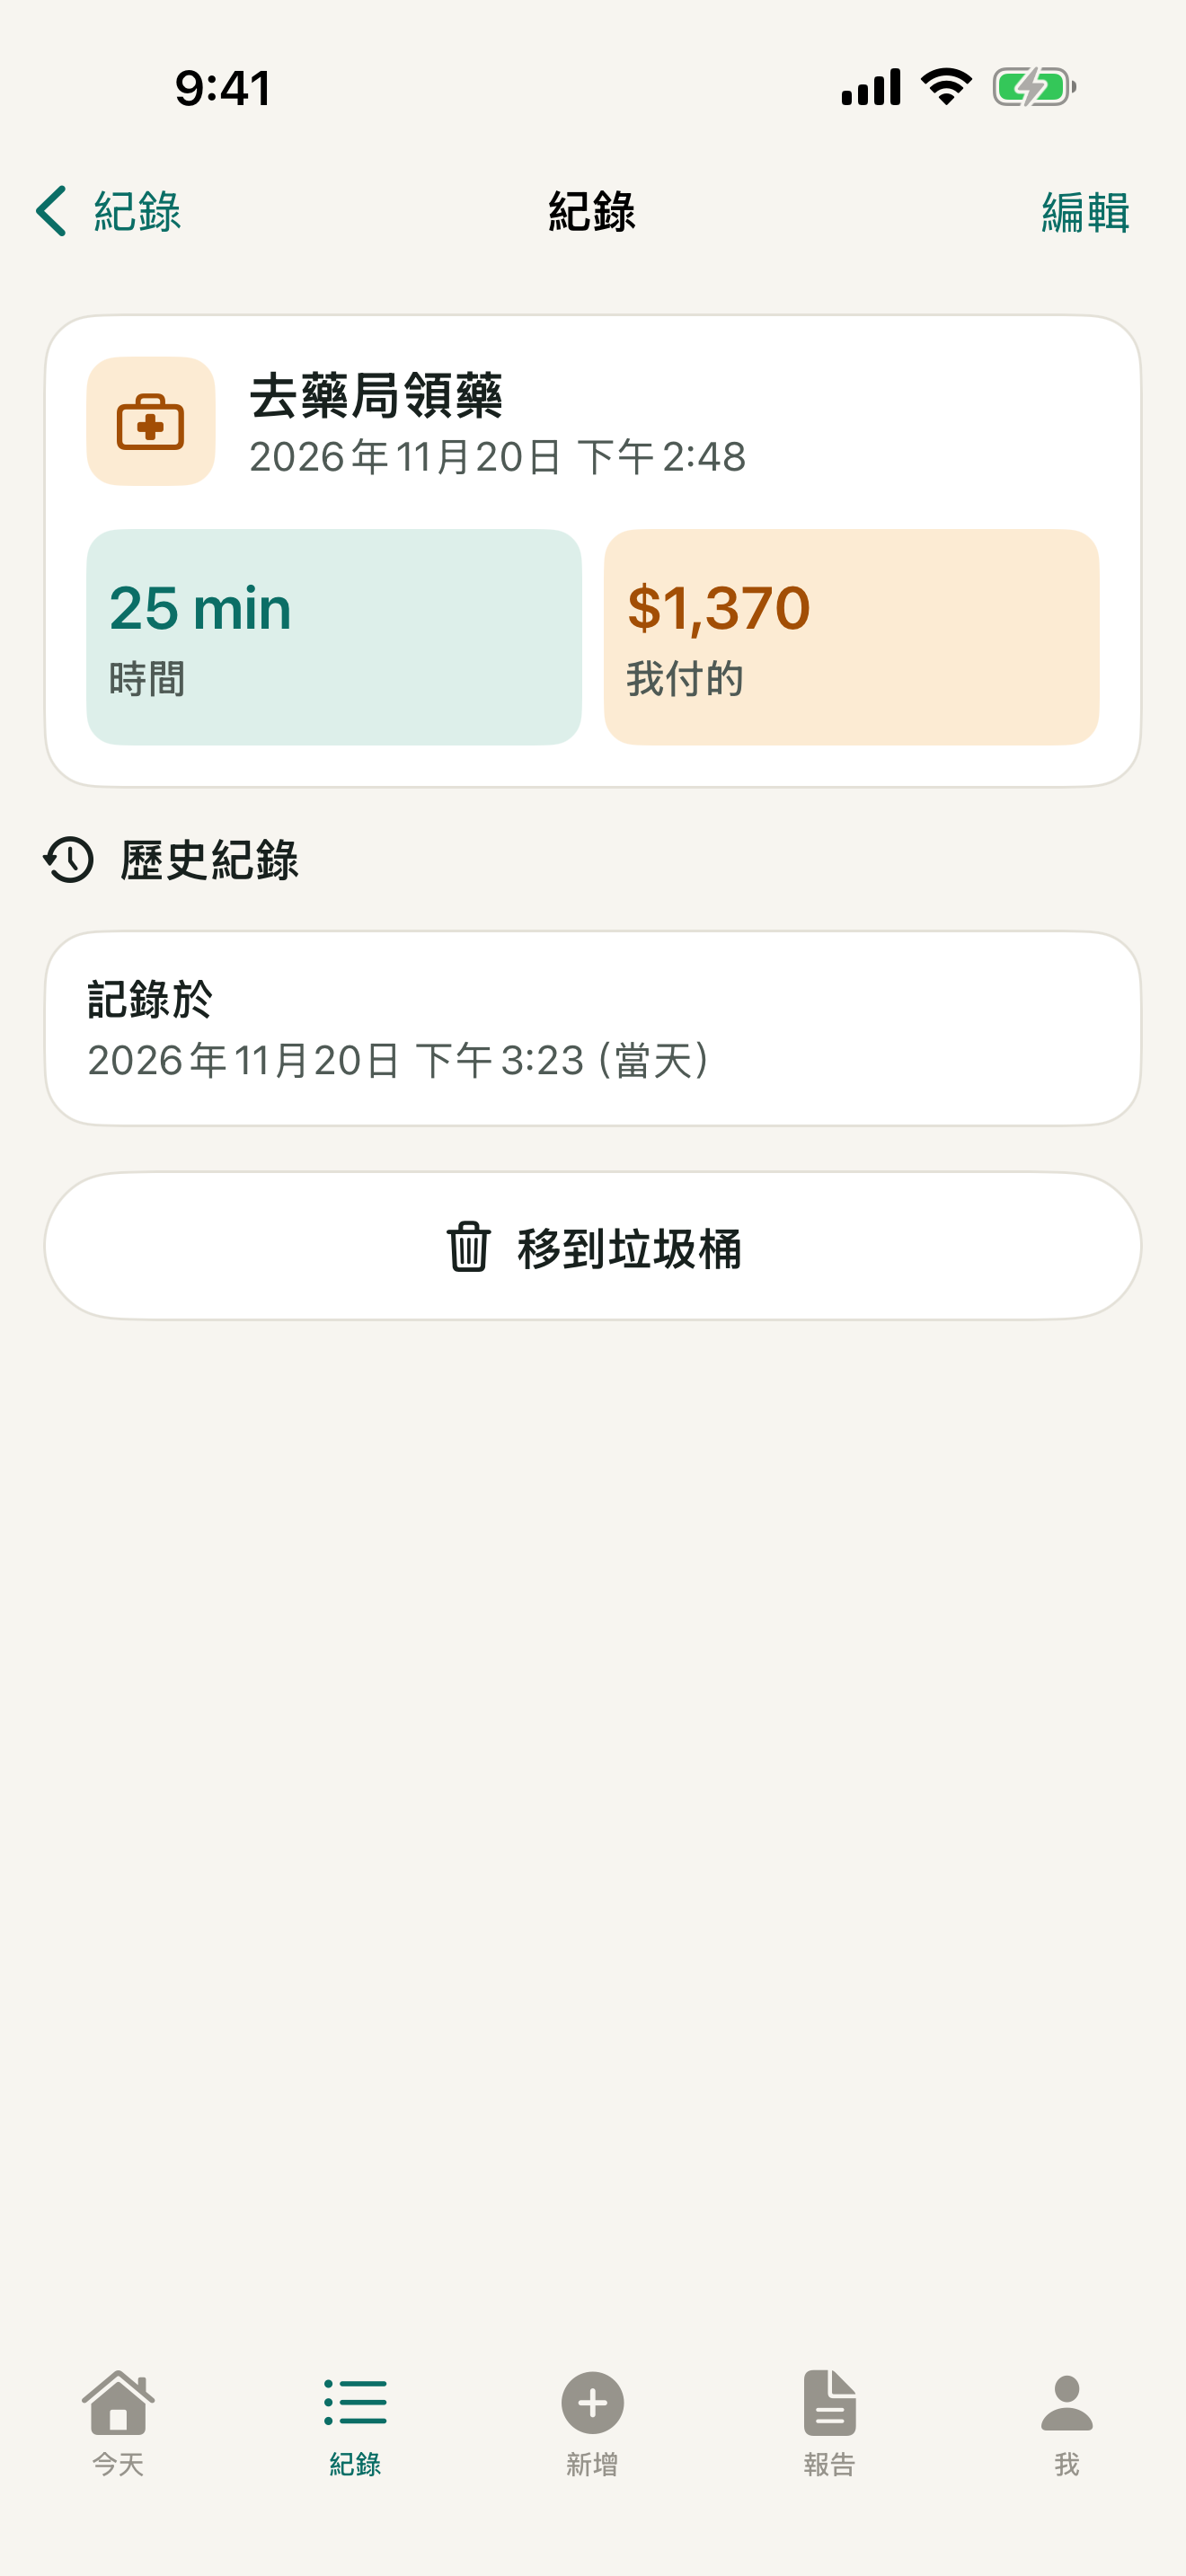 9:41
紀錄
紀錄
編輯
去藥局領藥
2026年11月20日 下午2:48
25 min
時間
$1,370
我付的
歷史紀錄
記錄於
2026年11月20日 下午3:23 (當天)
移到垃圾桶
今天
紀錄
新增
報告
我